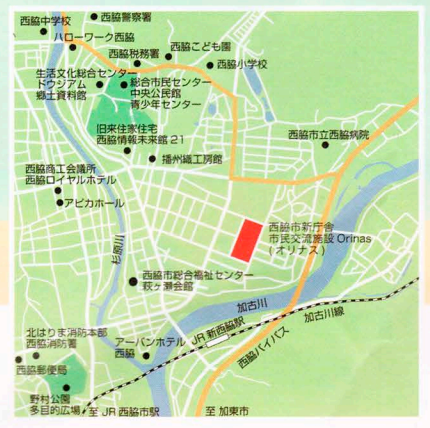 西脇中学校
西脇警察署
ハローワーク西脇
西脇税務署
西脇こども園
西脇小学校
生活文化総合センター
ドウジアム
郷土資料館
総合市民センター
中央公民館
青少年センター
旧来住家住宅
西脇情報未来館 21
播州織工房館
西脇市立西脇病院
西脇商工会議所
西脇ロイヤルホテル
アピカホール
西脇市新庁舎
市民交流施設 Orinas
(オリナス)
杉原川
西脇市総合福祉センター
萩ヶ瀬会館
加古川
加古川線
JR 新西脇駅
西脇バイパス
北はりま消防本部
西脇消防署
アーバンホテル
西脇
西脇郵便局
野村公園
多目的広場
至 JR 西脇市駅
至 加東市